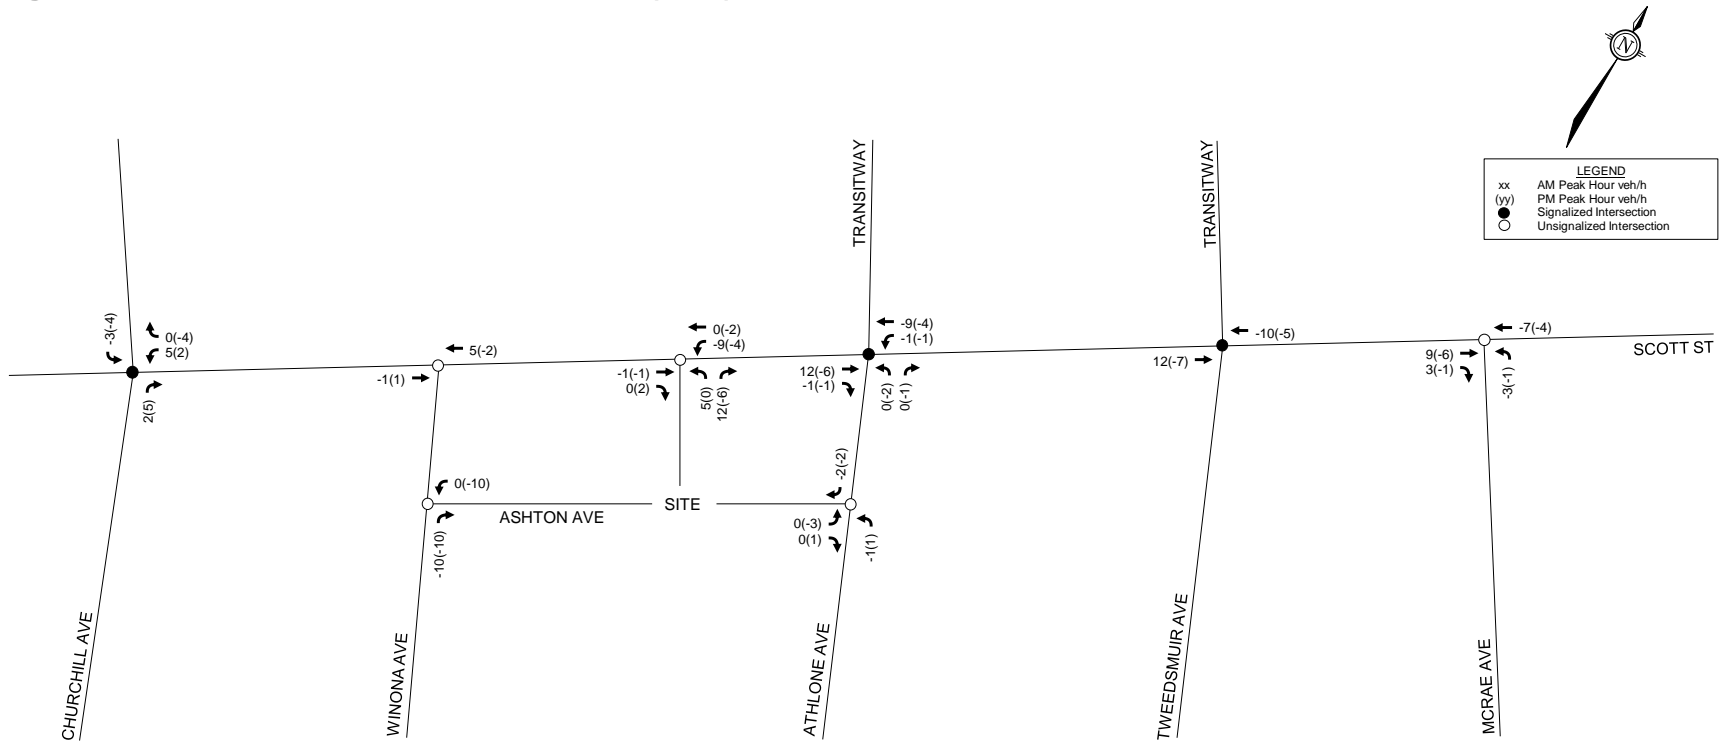 N
LEGEND
xx AM Peak Hour veh/h
(yy) PM Peak Hour veh/h
Signalized Intersection
Unsignalized Intersection
TRANSITWAY
TRANSITWAY
-3(-4)
0(-4)
5(2)
2(5)
5(-2)
-1(1)
0(-2)
-9(-4)
-1(-1)
0(2)
5(0)
12(-6)
-9(-4)
-1(-1)
12(-6)
-1(-1)
0(-2)
0(-1)
-10(-5)
12(-7)
-7(-4)
9(-6)
3(-1)
-3(-1)
SCOTT ST
0(-10)
-10(-10)
ASHTON AVE
SITE
-2(-2)
0(-3)
0(1)
-1(1)
CHURCHILL AVE
WINONA AVE
ATHLONE AVE
TWEEDSMUIR AVE
MCRAE AVE